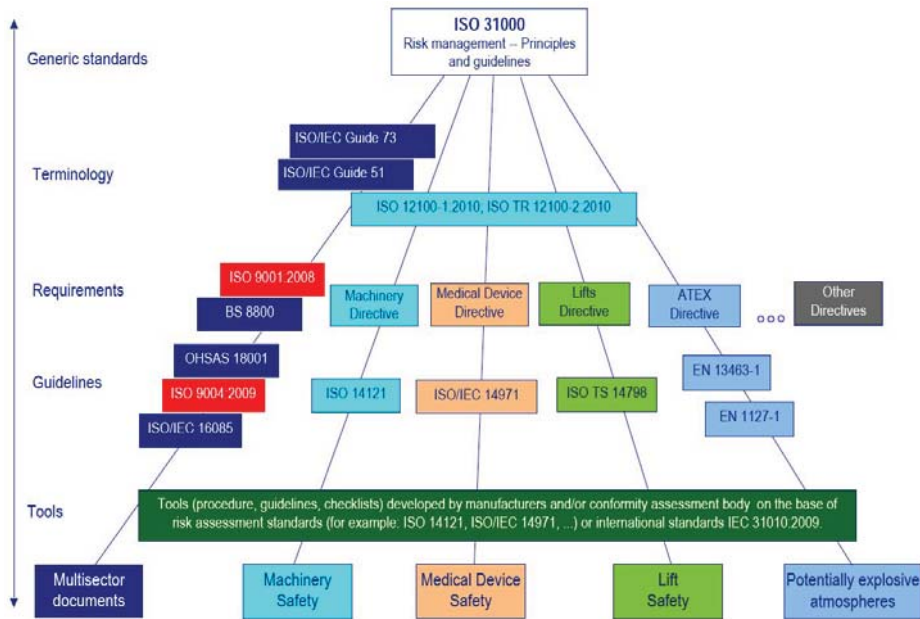 ISO 31000
Risk management – Principles
and guidelines
Generic standards
ISO/IEC Guide 73
ISO/IEC Guide 51
Terminology
ISO 12100-1:2010, ISO TR 12100-2:2010
ISO 9001:2008
Requirements
BS 8800
Machinery
Directive
Medical Device
Directive
Lifts
Directive
ATEX
Directive
Other
Directives
OHSAS 18001
Guidelines
ISO 9004:2009
ISO/IEC 16085
ISO 14121
ISO/IEC 14971
ISO TS 14798
EN 13463-1
EN 1127-1
Tools
Tools (procedure, guidelines, checklists) developed by manufacturers and/or conformity assessment body on the base of
risk assessment standards (for example: ISO 14121, ISO/IEC 14971, ...) or international standards IEC 31010:2009.
Multisector
documents
Machinery
Safety
Medical Device
Safety
Lift
Safety
Potentially explosive
atmospheres